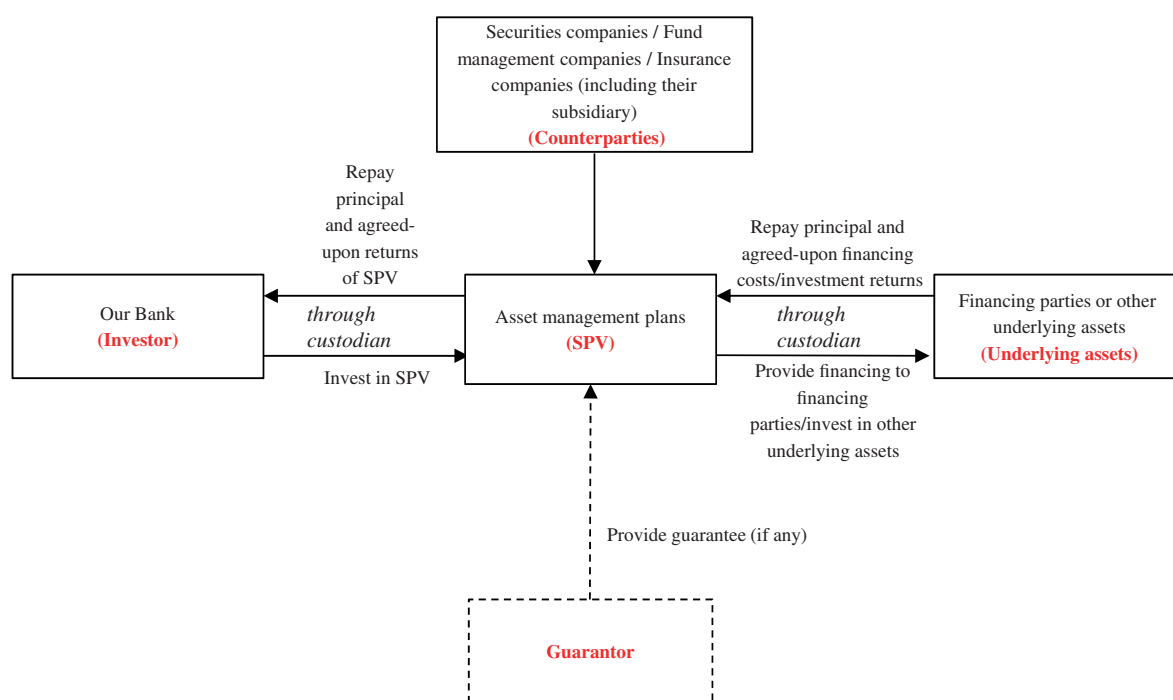 Securities companies / Fund
management companies / Insurance
companies (including their
subsidiary)
(Counterparties)
Repay
principal
and agreed-
upon returns
of SPV
Repay principal and
agreed-upon financing
costs/investment returns
Our Bank
(Investor)
through
custodian
Invest in SPV
Asset management plans
(SPV)
through
custodian
Provide financing to
financing
parties/invest in other
underlying assets
Financing parties or other
underlying assets
(Underlying assets)
Provide guarantee (if any)
Guarantor